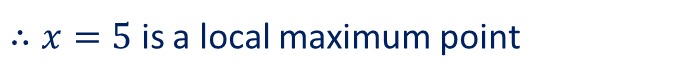 ∴ 𝑥 = 5 is a local maximum point